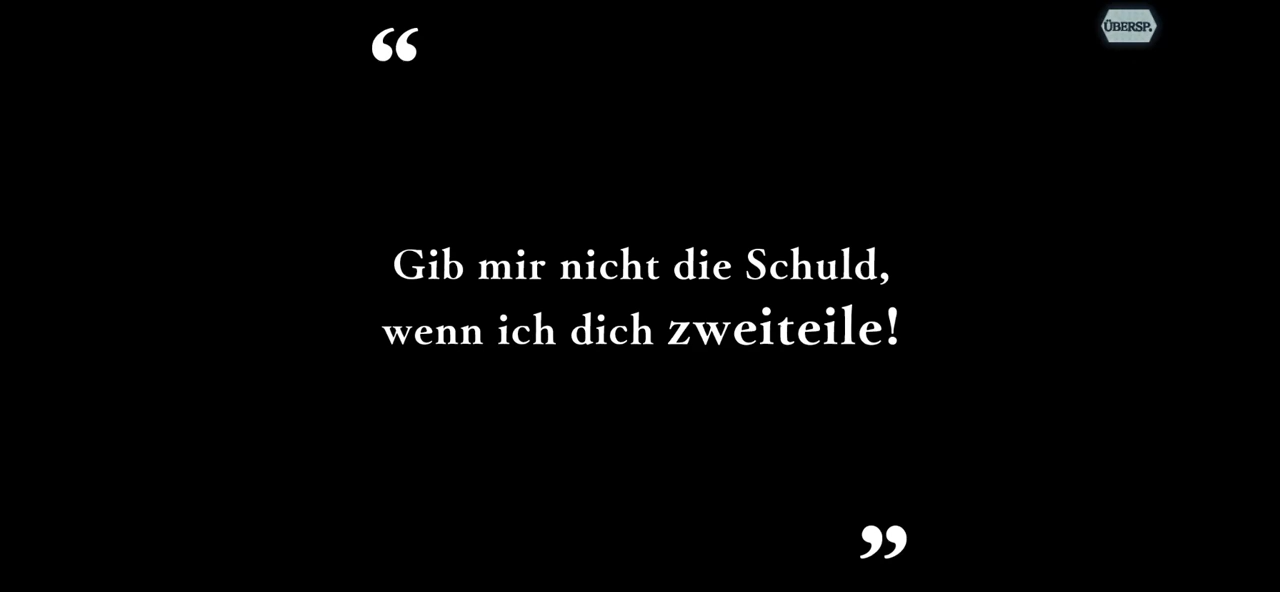 ÜBERSP.
“
Gib mir nicht die Schuld,
wenn ich dich zweiteile!
”